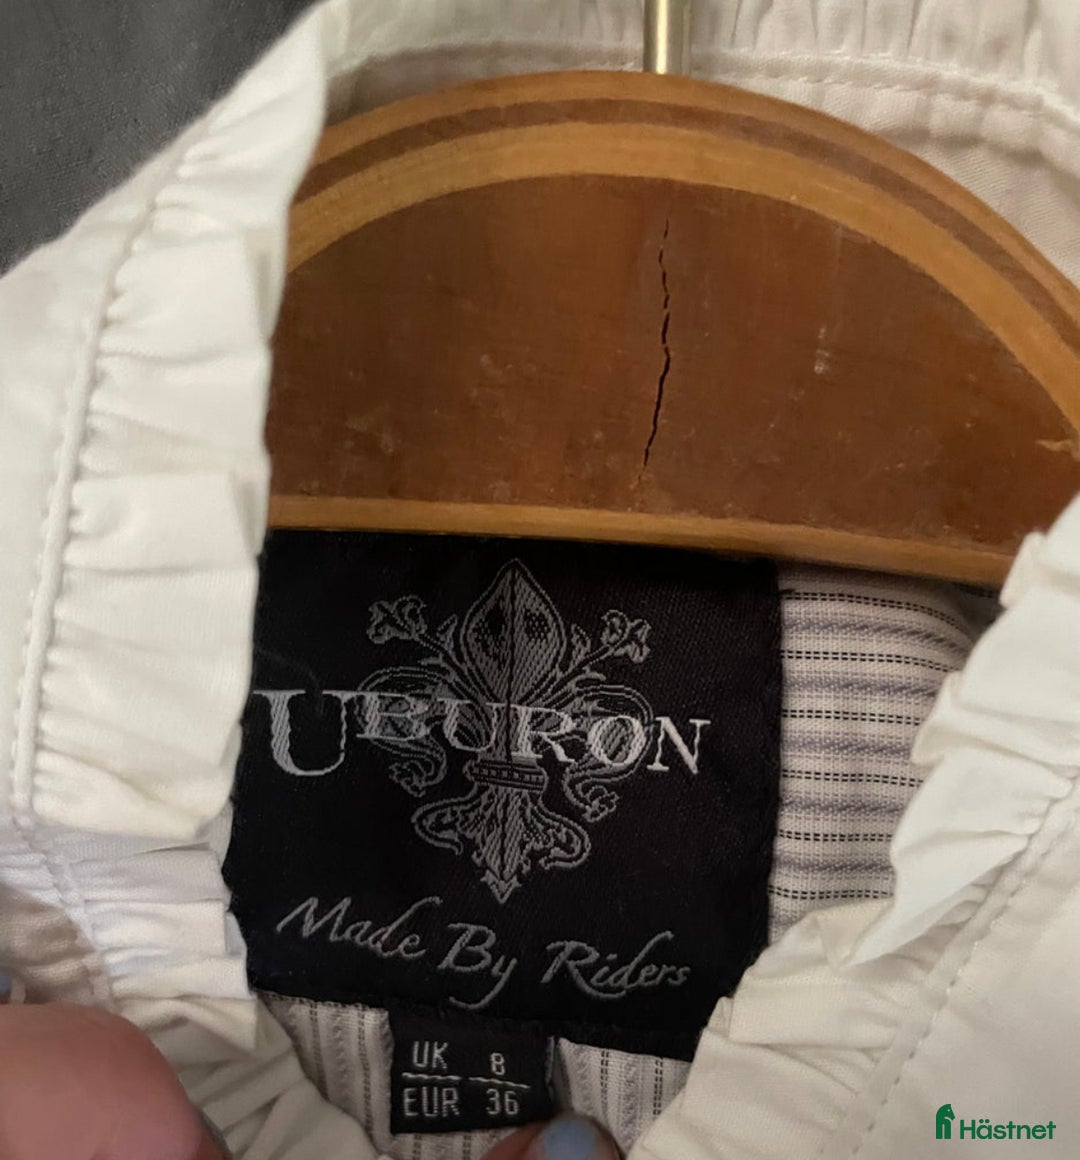 UBURON
Made By Riders
UK 8
EUR 36
Hästnet